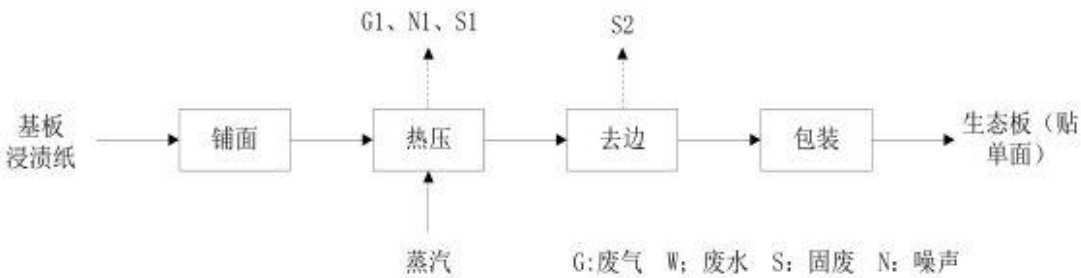 G1、N1、S1
S2
基板
浸渍纸
铺面
热压
去边
包装
生态板（贴
单面）
蒸汽
G:废气 W；废水 S：固废 N：噪声